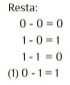 Resta:
0 - 0 = 0
1 - 0 = 1
1 - 1 = 0
(1) 0 - 1 = 1